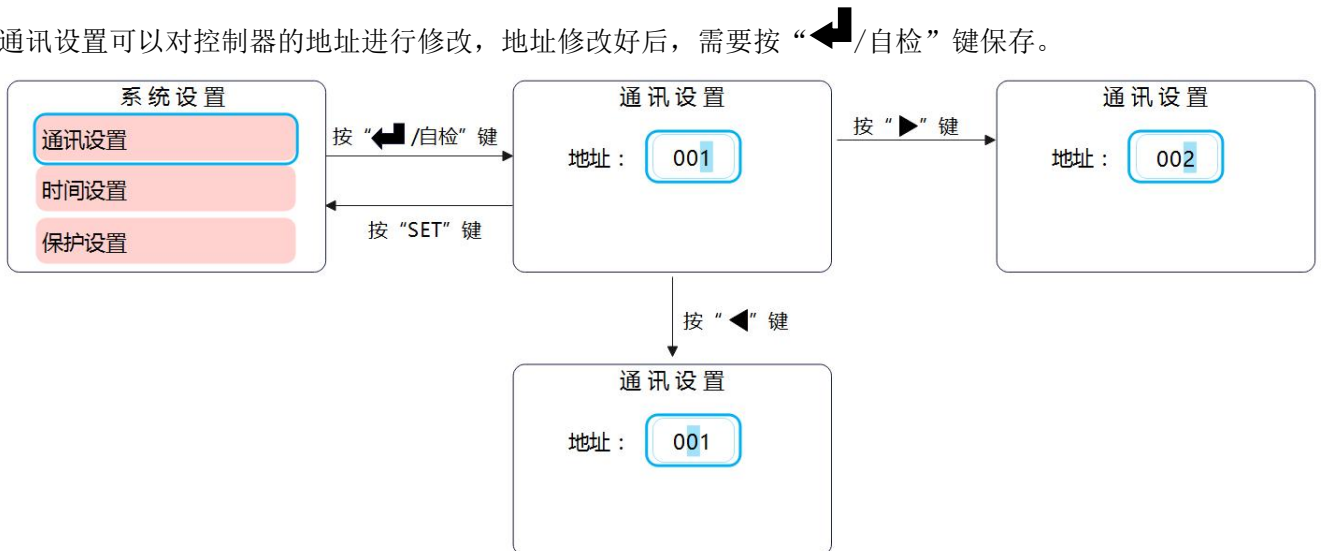 通讯设置可以对控制器的地址进行修改，地址修改好后，需要按“↵/自检”键保存。
系统设置
通讯设置
时间设置
保护设置
按“↵/自检”键
按“SET”键
通讯设置
地址： 001
按“▶”键
通讯设置
地址： 002
按“◀”键
通讯设置
地址： 001